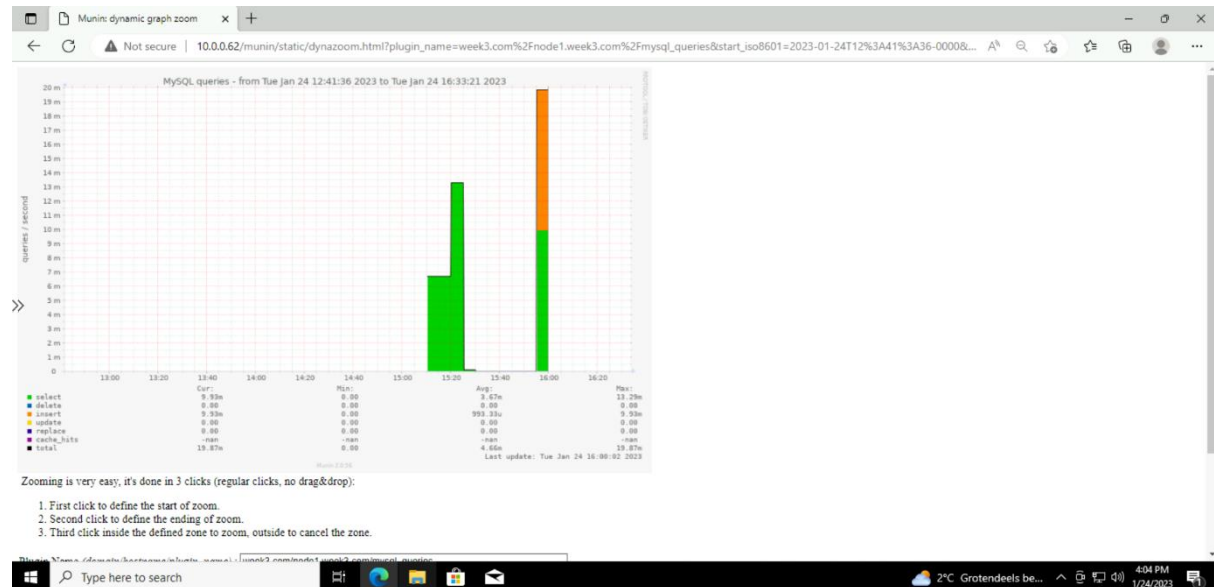 Munin: dynamic graph zoom
Not secure | 10.0.0.62/munin/static/dynazoom.html?plugin_name=week3.com%2Fnode1.week3.com%2Fmysql_queries&start_iso8601=2023-01-24T12%3A41%3A36-0000&...
MySQL queries - from Tue Jan 24 12:41:36 2023 to Tue Jan 24 16:33:21 2023
queries / second
20 m
19 m
18 m
17 m
16 m
15 m
14 m
13 m
12 m
11 m
10 m
9 m
8 m
7 m
6 m
5 m
4 m
3 m
2 m
1 m
0
13:00 13:20 13:40 14:00 14:20 14:40 15:00 15:20 15:40 16:00 16:20
Cur: Min: Avg: Max:
select 9.93m 0.00 3.67m 13.29m
delete 0.00 0.00 0.00 0.00
insert 9.93m 0.00 993.33u 9.93m
update 0.00 0.00 0.00 0.00
replace 0.00 0.00 0.00 0.00
cache_hits -nan -nan -nan -nan
total 19.87m 0.00 4.66m 19.87m
Last update: Tue Jan 24 16:00:02 2023
Zooming is very easy, it's done in 3 clicks (regular clicks, no drag&drop):
1. First click to define the start of zoom.
2. Second click to define the ending of zoom.
3. Third click inside the defined zone to zoom, outside to cancel the zone.
Plugin Name (domain/hostname/plugin_name) : week3.com/node1.week3.com/mysql_queries
Type here to search
2°C Grotendeels be...
4:04 PM
1/24/2023